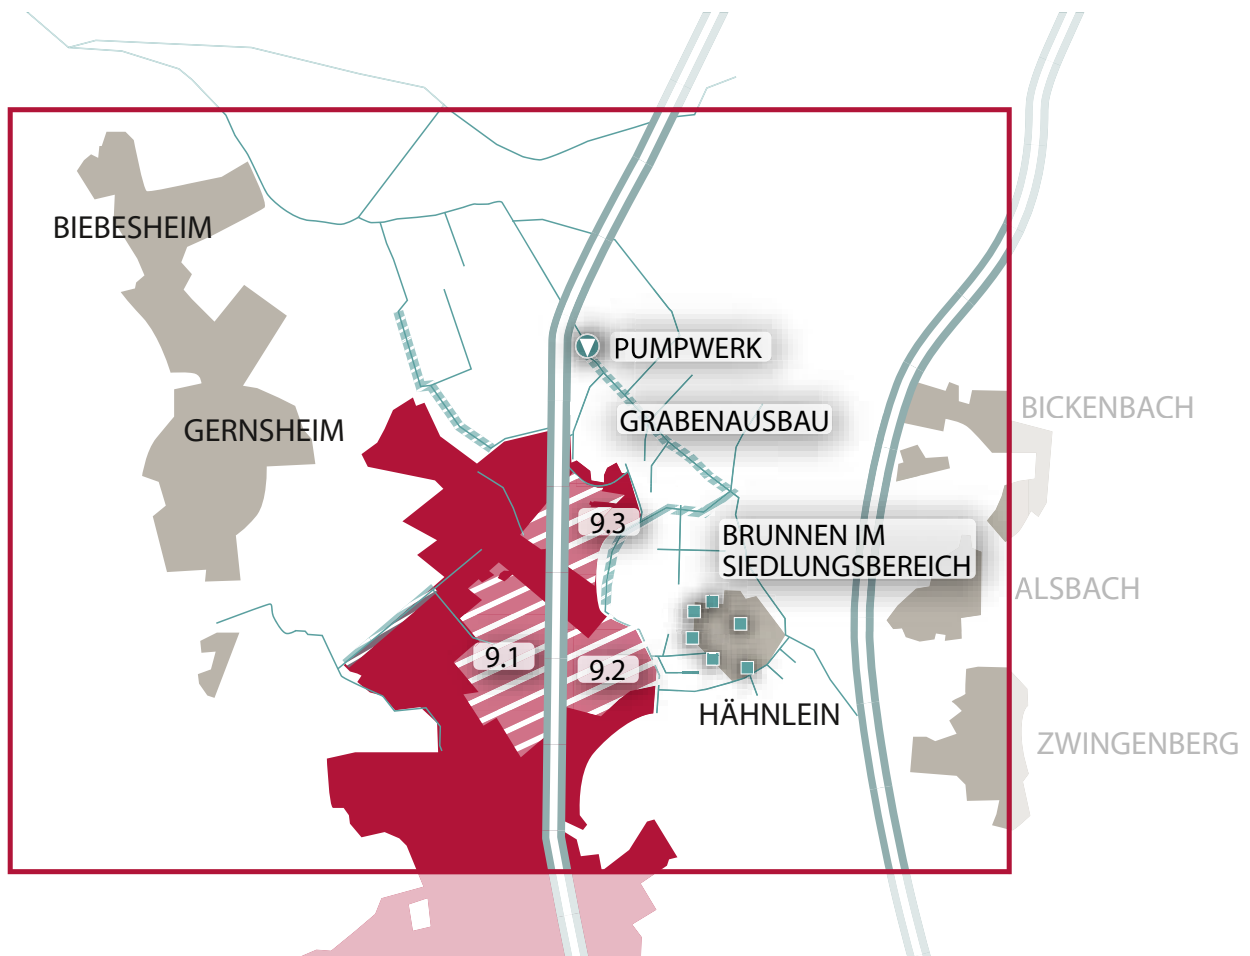 BIEBESHEIM
PUMPWERK
BICKENBACH
GRABENAUSBAU
GERNSHEIM
9.3
BRUNNEN IM
SIEDLUNGSBEREICH
ALSBACH
9.1
9.2
HÄHNLEIN
ZWINGENBERG